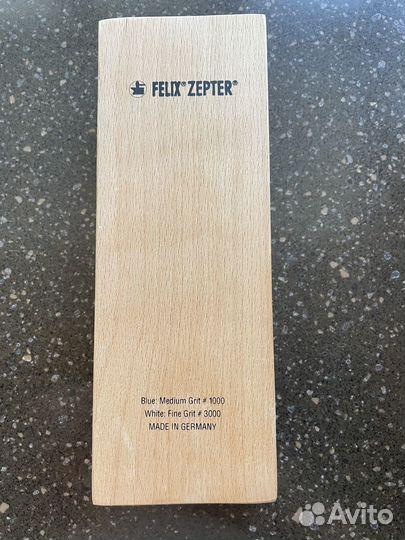 FELIX® ZEPTER®
Blue: Medium Grit # 1000
White: Fine Grit # 3000
MADE IN GERMANY
Avito